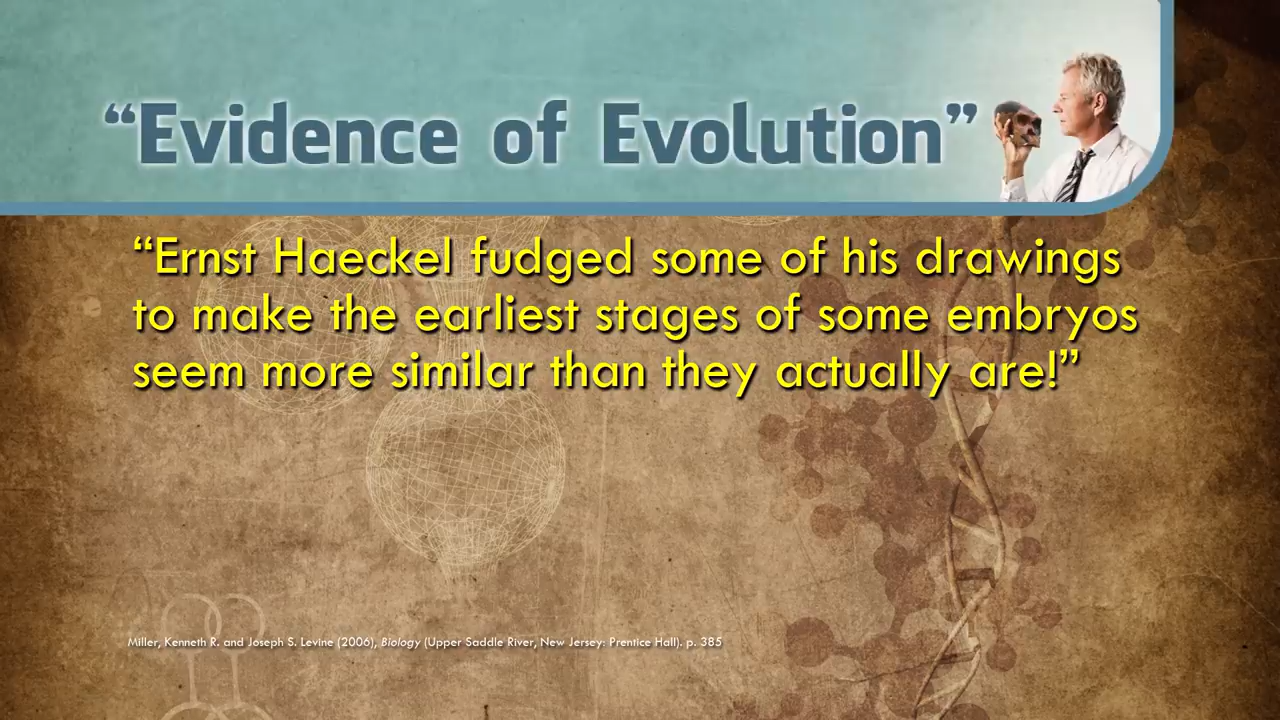 “Evidence of Evolution”
“Ernst Haeckel fudged some of his drawings
to make the earliest stages of some embryos
seem more similar than they actually are!”
Miller, Kenneth R. and Joseph S. Levine (2006), Biology (Upper Saddle River, New Jersey: Prentice Hall). p. 385